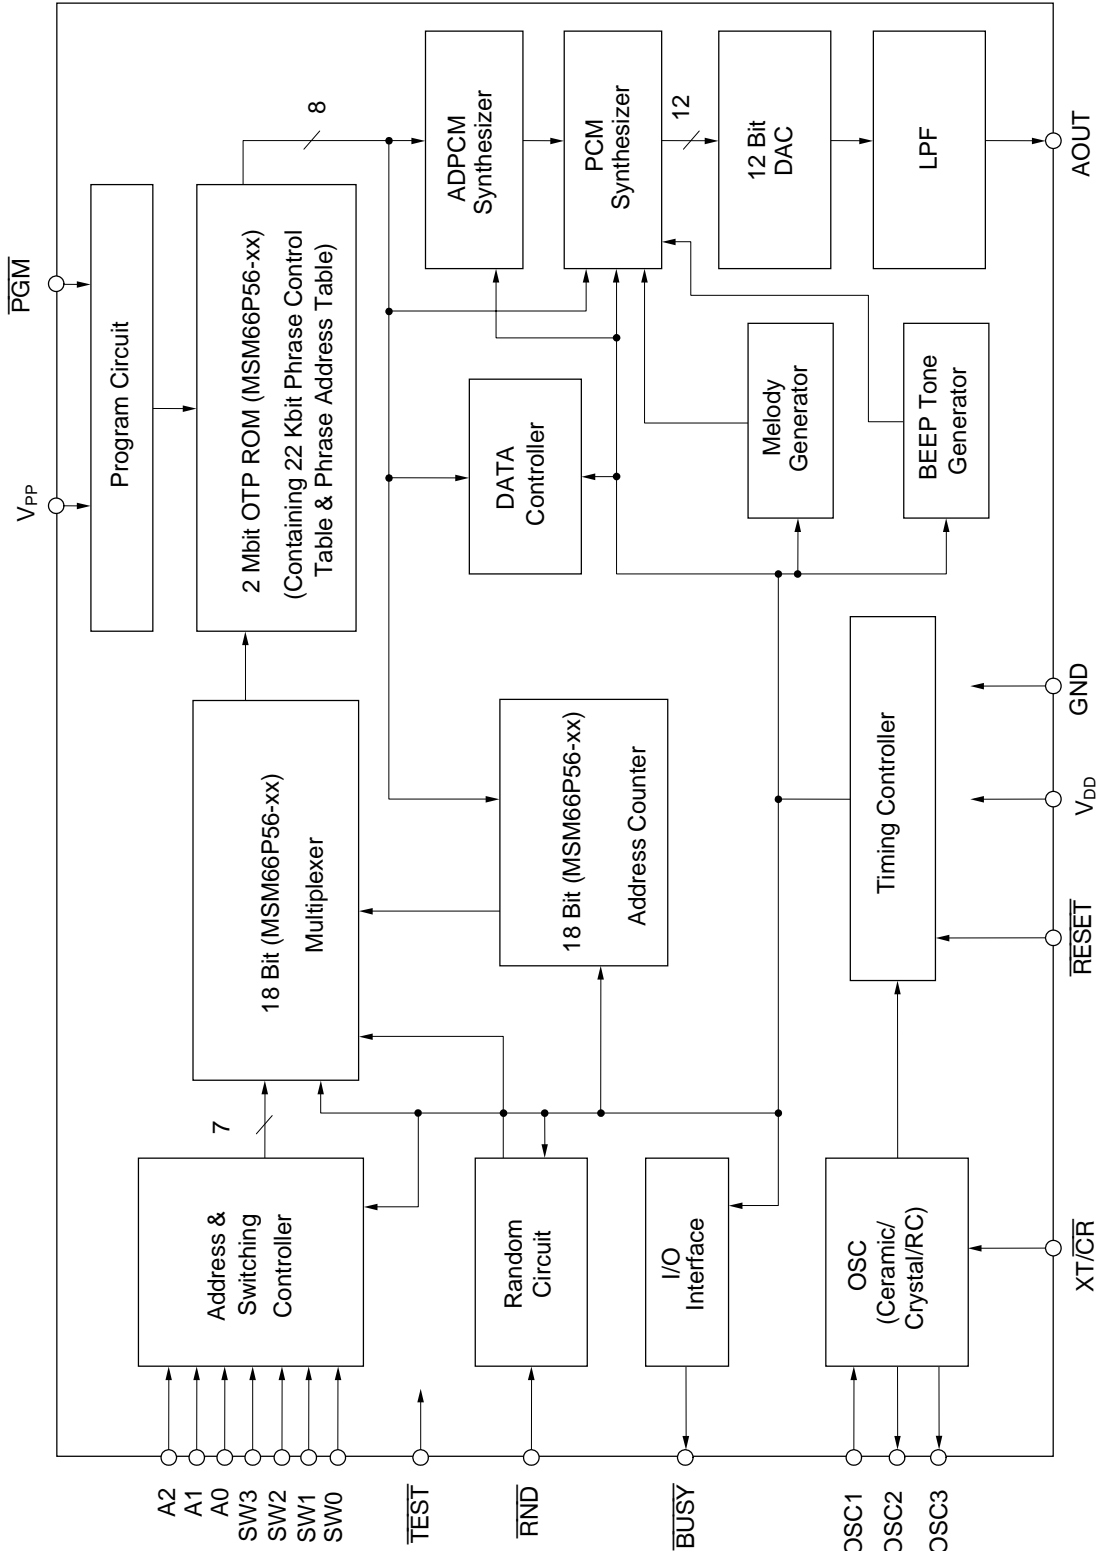 A2
A1
A0
SW3
SW2
SW1
SW0
TEST
RND
BUSY
OSC1
OSC2
OSC3
Address &
Switching
Controller
7
Random
Circuit
I/O
Interface
OSC
(Ceramic/
Crystal/RC)
XT/CR
18 Bit (MSM66P56-xx)
Multiplexer
18 Bit (MSM66P56-xx)
Address Counter
Timing Controller
RESET
VDD
GND
VPP
PGM
Program Circuit
2 Mbit OTP ROM (MSM66P56-xx)
(Containing 22 Kbit Phrase Control
Table & Phrase Address Table)
8
DATA
Controller
Melody
Generator
BEEP Tone
Generator
ADPCM
Synthesizer
PCM
Synthesizer
12
12 Bit
DAC
LPF
AOUT